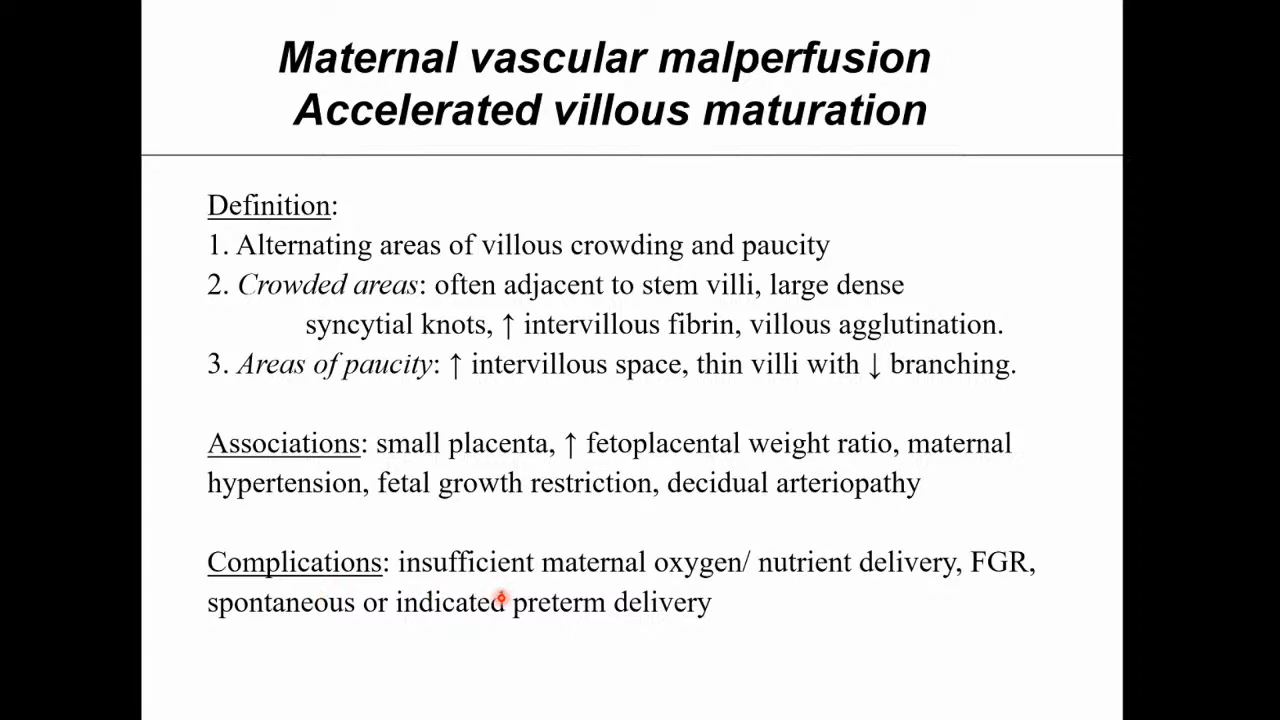 Maternal vascular malperfusion
Accelerated villous maturation
Definition:
1. Alternating areas of villous crowding and paucity
2. Crowded areas: often adjacent to stem villi, large dense
syncytial knots, ↑ intervillous fibrin, villous agglutination.
3. Areas of paucity: ↑ intervillous space, thin villi with ↓ branching.
Associations: small placenta, ↑ fetoplacental weight ratio, maternal
hypertension, fetal growth restriction, decidual arteriopathy
Complications: insufficient maternal oxygen/ nutrient delivery, FGR,
spontaneous or indicated preterm delivery